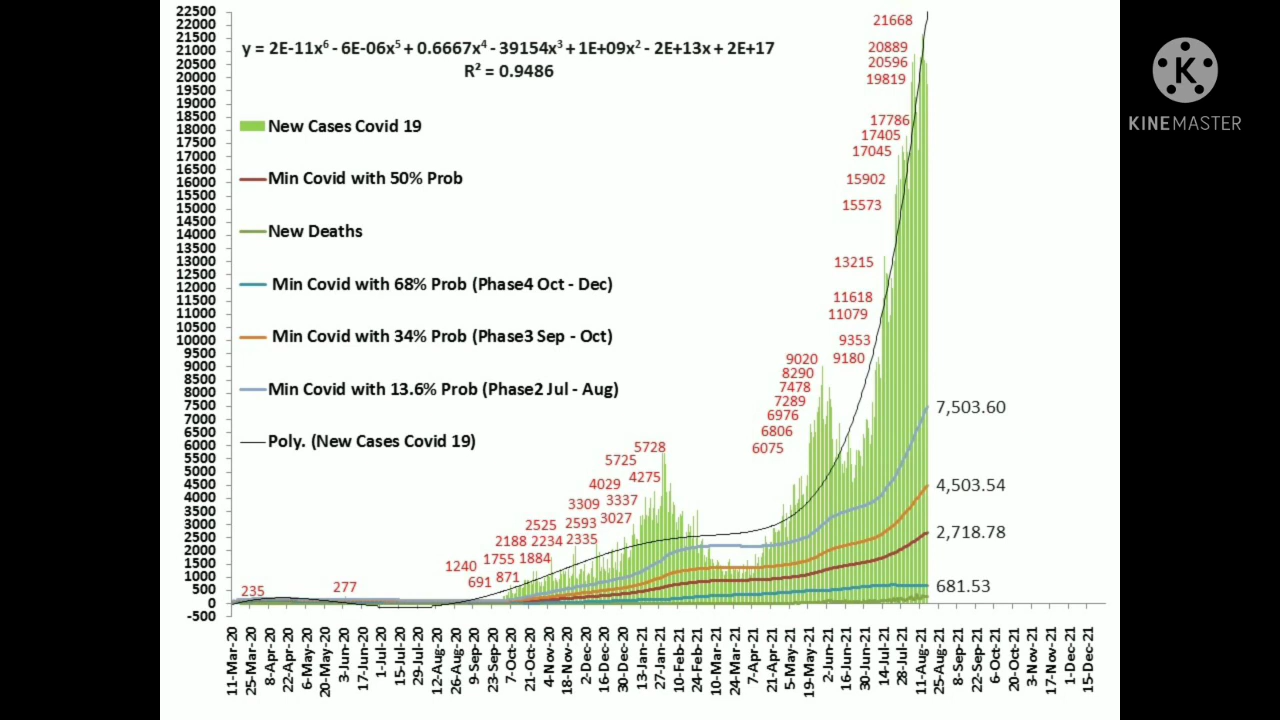 22500
22000
21500
21000
20500
20000
19500
19000
18500
18000
17500
17000
16500
16000
15500
15000
14500
14000
13500
13000
12500
12000
11500
11000
10500
10000
9500
9000
8500
8000
7500
7000
6500
6000
5500
5000
4500
4000
3500
3000
2500
2000
1500
1000
500
0
-500
y = 2E-11x⁶ - 6E-06x⁵ + 0.6667x⁴ - 39154x³ + 1E+09x² - 2E+13x + 2E+17
R² = 0.9486
New Cases Covid 19
Min Covid with 50% Prob
New Deaths
Min Covid with 68% Prob (Phase4 Oct - Dec)
Min Covid with 34% Prob (Phase3 Sep - Oct)
Min Covid with 13.6% Prob (Phase2 Jul - Aug)
Poly. (New Cases Covid 19)
235
277
1240
691
2188
1755
871
2525
2234
1884
3309
2593
2335
4029
3337
3027
5728
5725
4275
9020
8290
7478
7289
6976
6806
6075
21668
20889
20596
19819
17786
17405
17045
15902
15573
13215
11618
11079
9353
9180
7,503.60
4,503.54
2,718.78
681.53
11-Mar-20
25-Mar-20
8-Apr-20
22-Apr-20
6-May-20
20-May-20
3-Jun-20
17-Jun-20
1-Jul-20
15-Jul-20
29-Jul-20
12-Aug-20
26-Aug-20
9-Sep-20
23-Sep-20
7-Oct-20
21-Oct-20
4-Nov-20
18-Nov-20
2-Dec-20
16-Dec-20
30-Dec-20
13-Jan-21
27-Jan-21
10-Feb-21
24-Feb-21
10-Mar-21
24-Mar-21
7-Apr-21
21-Apr-21
5-May-21
19-May-21
2-Jun-21
16-Jun-21
30-Jun-21
14-Jul-21
28-Jul-21
11-Aug-21
25-Aug-21
8-Sep-21
22-Sep-21
6-Oct-21
20-Oct-21
3-Nov-21
17-Nov-21
1-Dec-21
15-Dec-21
K
KINEMASTER